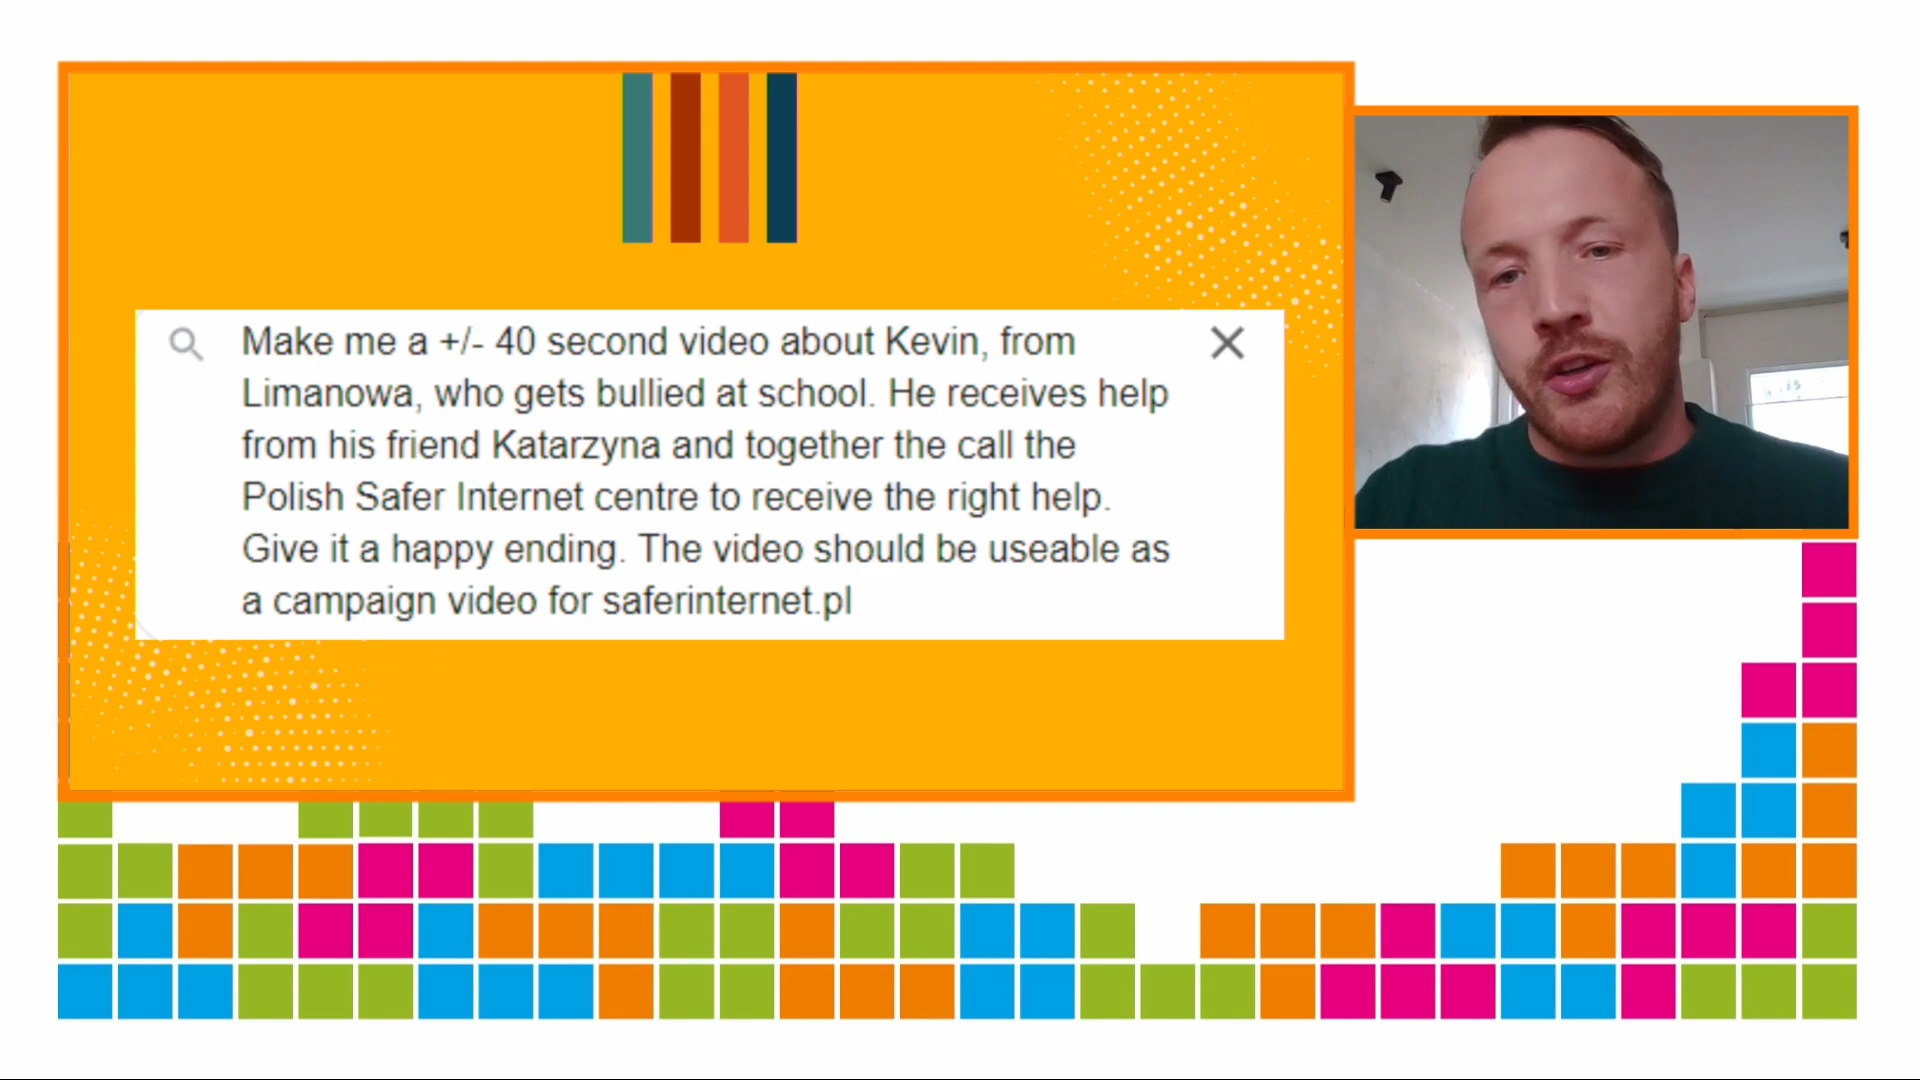 Make me a +/- 40 second video about Kevin, from
Limanowa, who gets bullied at school. He receives help
from his friend Katarzyna and together the call the
Polish Safer Internet centre to receive the right help.
Give it a happy ending. The video should be useable as
a campaign video for saferinternet.pl